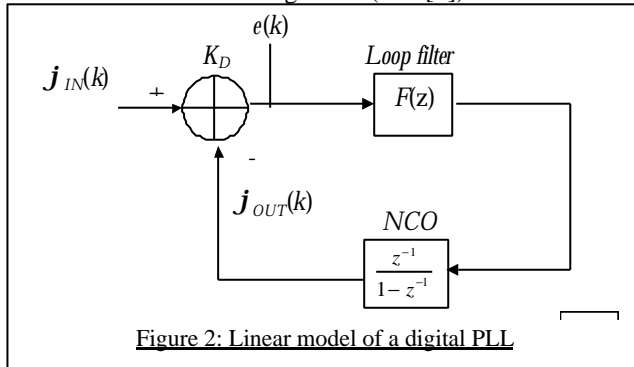 e(k)
K_D
Loop filter
j_IN(k)
+
F(z)
-
j_OUT(k)
NCO
z^-1
1- z^-1
Figure 2: Linear model of a digital PLL